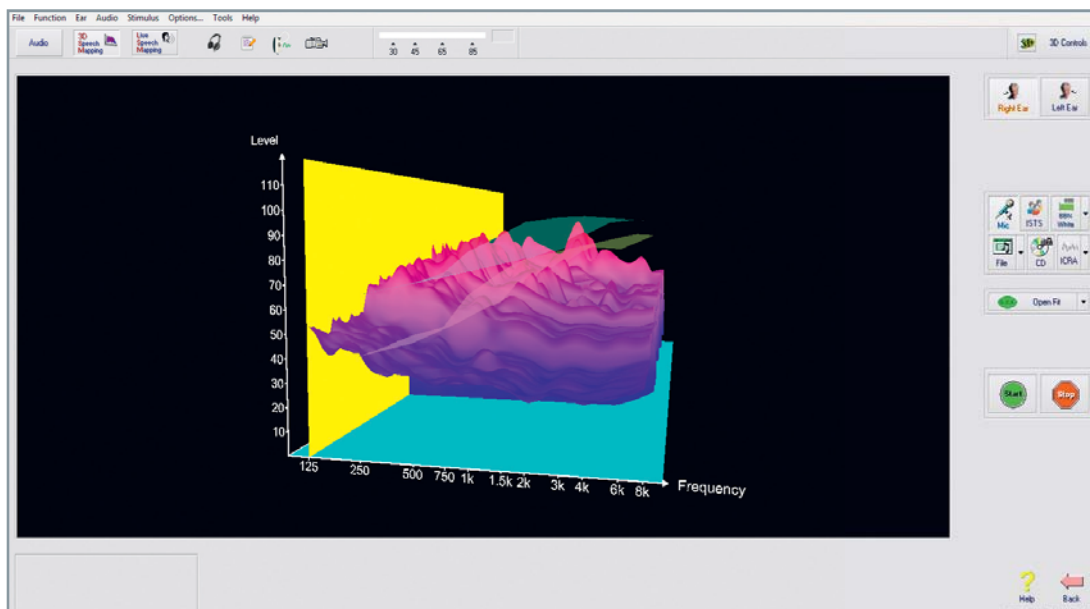 File Function Ear Audio Stimulus Options... Tools Help
Audio
3D Speech Mapping
Live Speech Mapping
30 45 65 85
3D Controls
Right Ear
Left Ear
Level
110
100
90
80
70
60
50
40
30
20
10
125 250 500 750 1k 1.5k 2k 3k 4k 6k 8k
Frequency
Mic
ISTS
White
File
CD
ICRA
Open Fit
Start
Stop
Help
Back